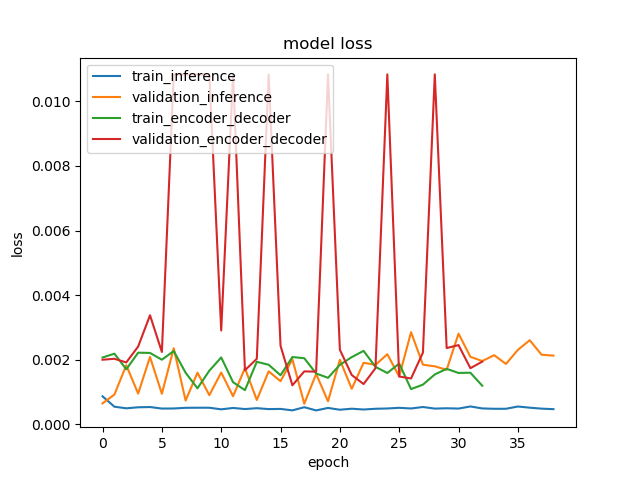 model loss
train_inference
validation_inference
train_encoder_decoder
validation_encoder_decoder
0.010
0.008
0.006
0.004
0.002
0.000
loss
0 5 10 15 20 25 30 35
epoch